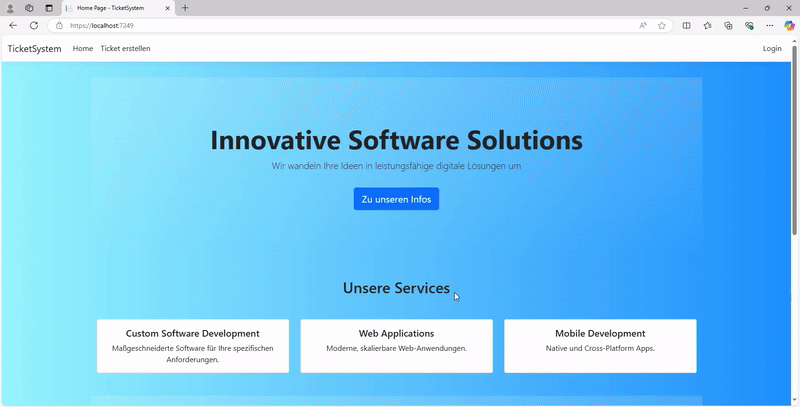 Home Page - TicketSystem
https://localhost:7249
TicketSystem Home Ticket erstellen Login
Innovative Software Solutions
Wir wandeln Ihre Ideen in leistungsfähige digitale Lösungen um
Zu unseren Infos
Unsere Services
Custom Software Development
Maßgeschneiderte Software für Ihre spezifischen
Anforderungen.
Web Applications
Moderne, skalierbare Web-Anwendungen.
Mobile Development
Native und Cross-Platform Apps.